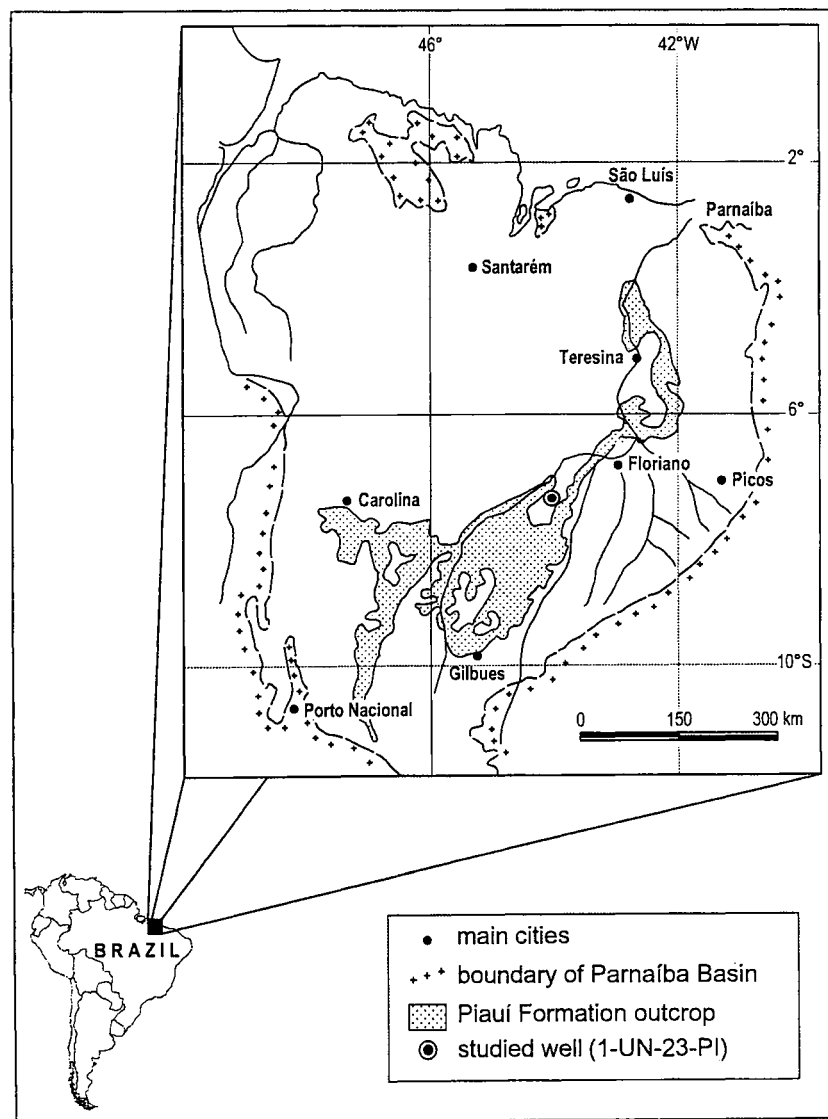 46°
42°W
2°
São Luís
Parnaíba
Santarém
Teresina
6°
Floriano
Picos
Carolina
10°S
Gilbues
Porto Nacional
0 150 300 km
BRAZIL
main cities
+ + + boundary of Parnaíba Basin
Piauí Formation outcrop
studied well (1-UN-23-PI)